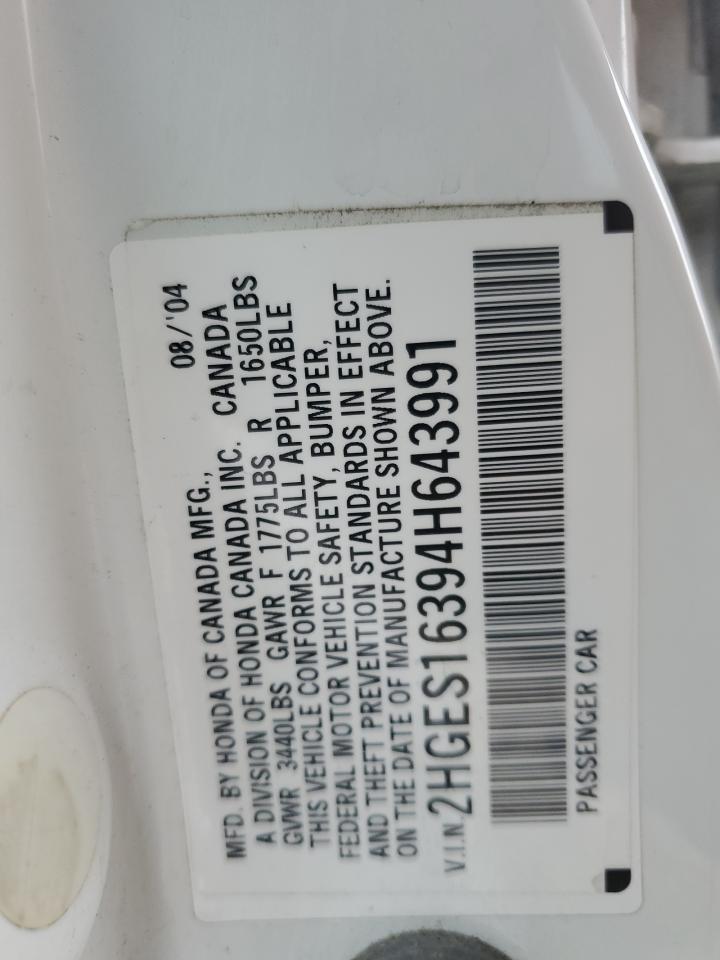 MFD. BY HONDA OF CANADA MFG., 08/'04
A DIVISION OF HONDA CANADA INC. CANADA
GVWR 3440LBS GAWR F 1775LBS R 1650LBS
THIS VEHICLE CONFORMS TO ALL APPLICABLE
FEDERAL MOTOR VEHICLE SAFETY, BUMPER,
AND THEFT PREVENTION STANDARDS IN EFFECT
ON THE DATE OF MANUFACTURE SHOWN ABOVE.
V.I.N. 2HGES16394H643991
PASSENGER CAR